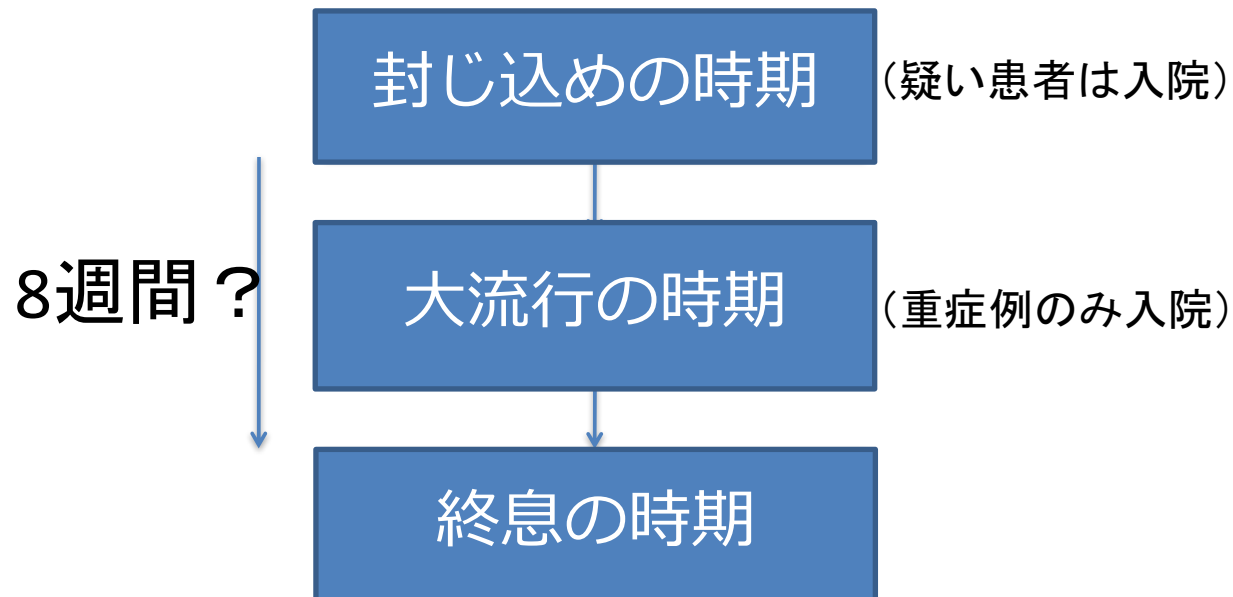 封じ込めの時期
（疑い患者は入院）
8週間？
大流行の時期
（重症例のみ入院）
終息の時期